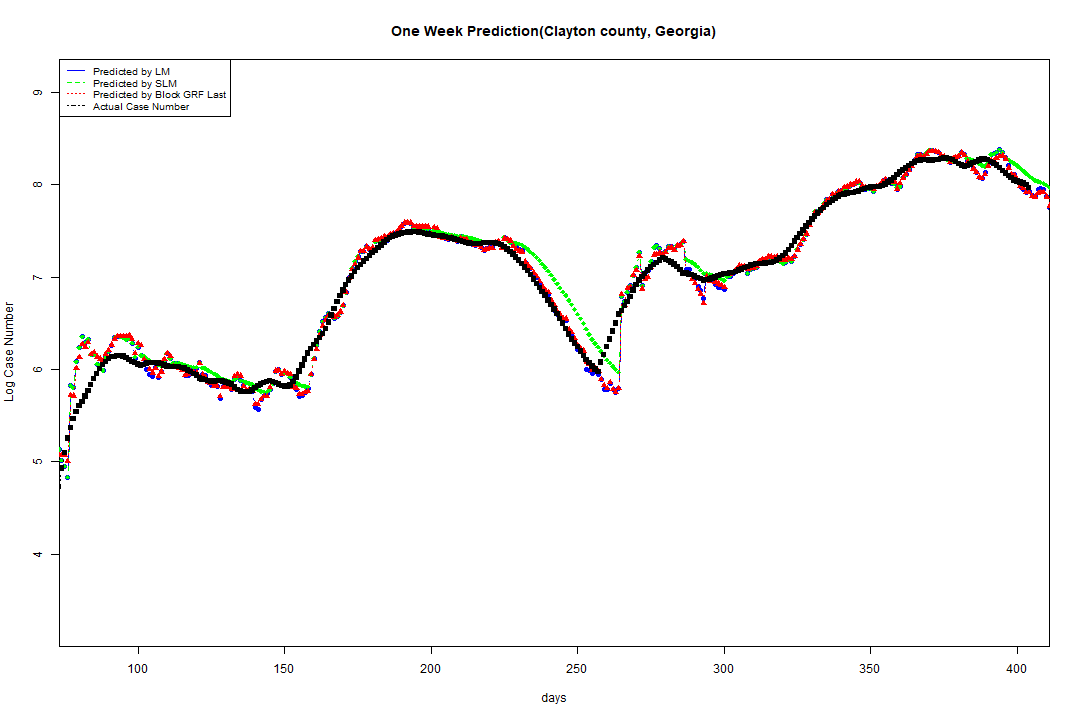 One Week Prediction(Clayton county, Georgia)
Predicted by LM
Predicted by SLM
Predicted by Block GRF Last
Actual Case Number
9
8
7
6
5
4
Log Case Number
100 150 200 250 300 350 400
days